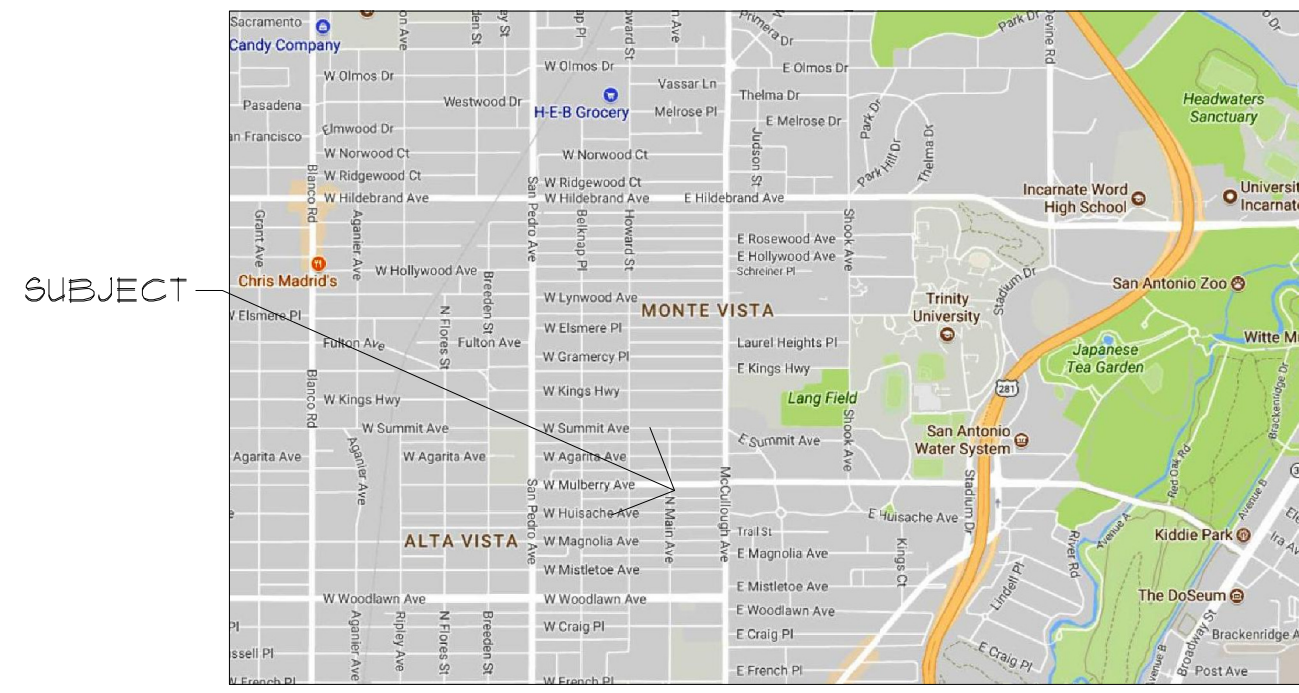 SUBJECT
Sacramento
Candy Company
W Olmos Dr
Pasadena
Westwood Dr
Elmwood Dr
W Norwood Ct
W Ridgewood Ct
W Hildebrand Ave
Blanco Rd
Grant Ave
Aganier Ave
Chris Madrid's
W Hollywood Ave
Breeden St
N Flores St
W Elsmere Pl
Fulton Ave
Fulton Ave
Blanco Rd
W Kings Hwy
W Summit Ave
Agarita Ave
W Agarita Ave
Aganier Ave
ALTA VISTA
W Woodlawn Ave
Aganier Ave
Ripley Ave
N Flores St
Breeden St
W French Pl
W Olmos Dr
H-E-B Grocery
Vassar Ln
Melrose Pl
W Norwood Ct
W Ridgewood Ct
W Hildebrand Ave
San Pedro Ave
Belknap Pl
Howard St
W Lynwood Ave
MONTE VISTA
W Elsmere Pl
W Gramercy Pl
W Kings Hwy
W Summit Ave
W Agarita Ave
W Mulberry Ave
W Huisache Ave
W Magnolia Ave
W Mistletoe Ave
W Woodlawn Ave
W Craig Pl
W French Pl
San Pedro Ave
N Main Ave
McCullough Ave
Primera Dr
E Olmos Dr
Thelma Dr
E Melrose Dr
Judson St
E Hildebrand Ave
Park Dr
Park Hill Dr
Thelma Dr
Park Dr
Devine Rd
Shook Ave
E Rosewood Ave
E Hollywood Ave
Schreiner Pl
Laurel Heights Pl
E Kings Hwy
Lang Field
Shook Ave
E Summit Ave
Trinity
University
Stadium Dr
281
San Antonio
Water System
Stadium Dr
E Huisache Ave
Trail St
E Magnolia Ave
Kings Ct
E Mistletoe Ave
E Woodlawn Ave
E Craig Pl
E French Pl
Lindell Pl
E Craig Pl
River Rd
Headwaters
Sanctuary
Incarnate Word
High School
San Antonio Zoo
Japanese
Tea Garden
Brackenridge Dr
Red Oak Rd
Avenue A
Avenue B
Kiddie Park
The DoSeum
Broadway St
Avenue B
Post Ave